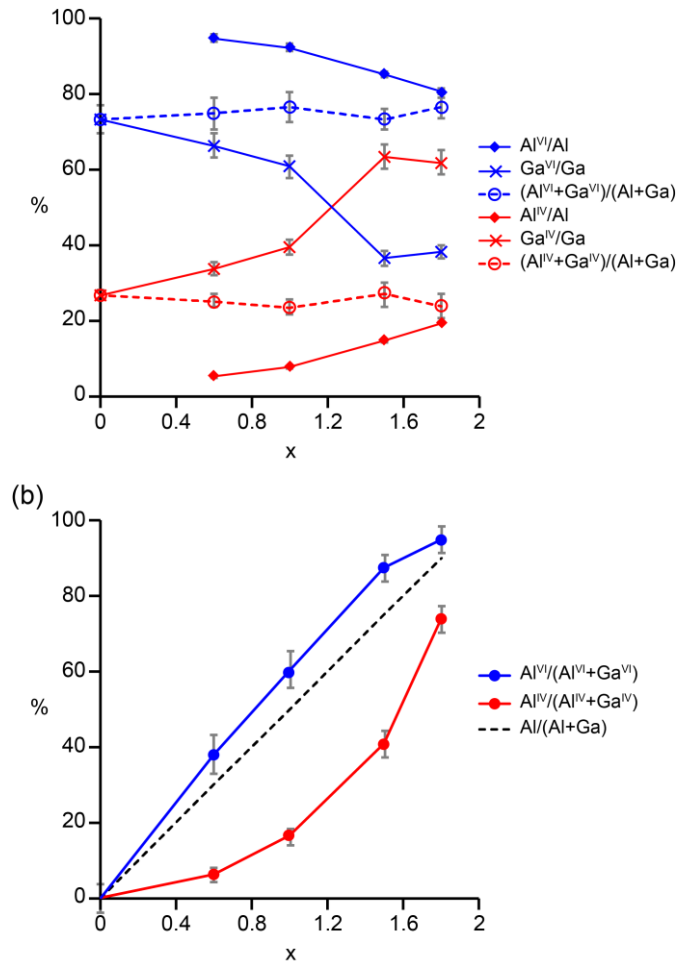 100
80
60
%
40
20
0
0 0.4 0.8 1.2 1.6 2
x
Al^VI/Al
Ga^VI/Ga
(Al^VI+Ga^VI)/(Al+Ga)
Al^IV/Al
Ga^IV/Ga
(Al^IV+Ga^IV)/(Al+Ga)
(b)
100
80
60
%
40
20
0
0 0.4 0.8 1.2 1.6 2
x
Al^VI/(Al^VI+Ga^VI)
Al^IV/(Al^IV+Ga^IV)
Al/(Al+Ga)